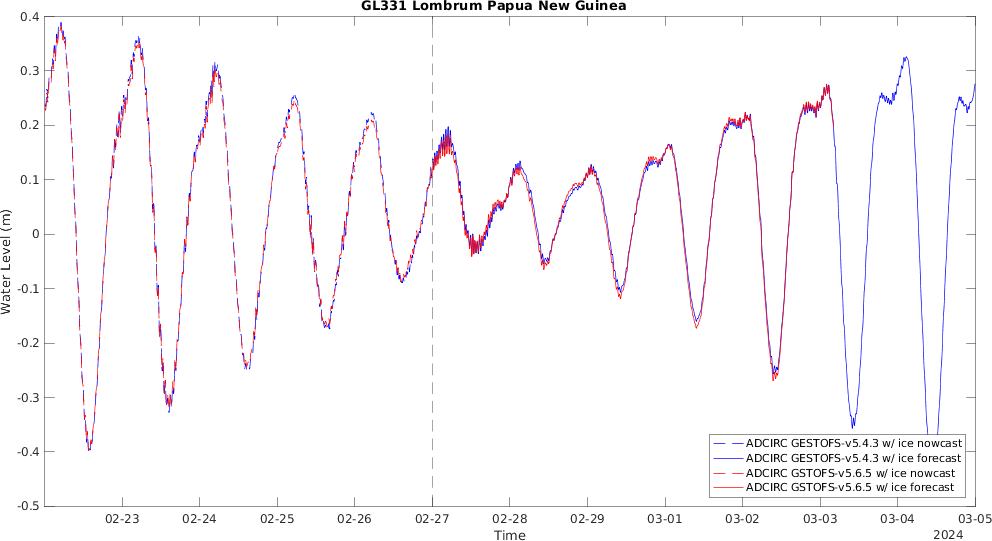 GL331 Lombrum Papua New Guinea
0.4
0.3
0.2
0.1
0
-0.1
-0.2
-0.3
-0.4
-0.5
Water Level (m)
ADCIRC GESTOFS-v5.4.3 w/ ice nowcast
ADCIRC GESTOFS-v5.4.3 w/ ice forecast
ADCIRC GSTOFS-v5.6.5 w/ ice nowcast
ADCIRC GSTOFS-v5.6.5 w/ ice forecast
02-23 02-24 02-25 02-26 02-27 02-28 02-29 03-01 03-02 03-03 03-04 03-05
Time
2024